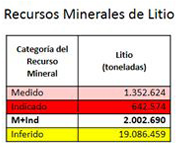 Recursos Minerales de Litio
Categoría del Recurso Mineral
Litio (toneladas)
Medido 1.352.624
Indicado 642.574
M+Ind 2.002.690
Inferido 19.086.459